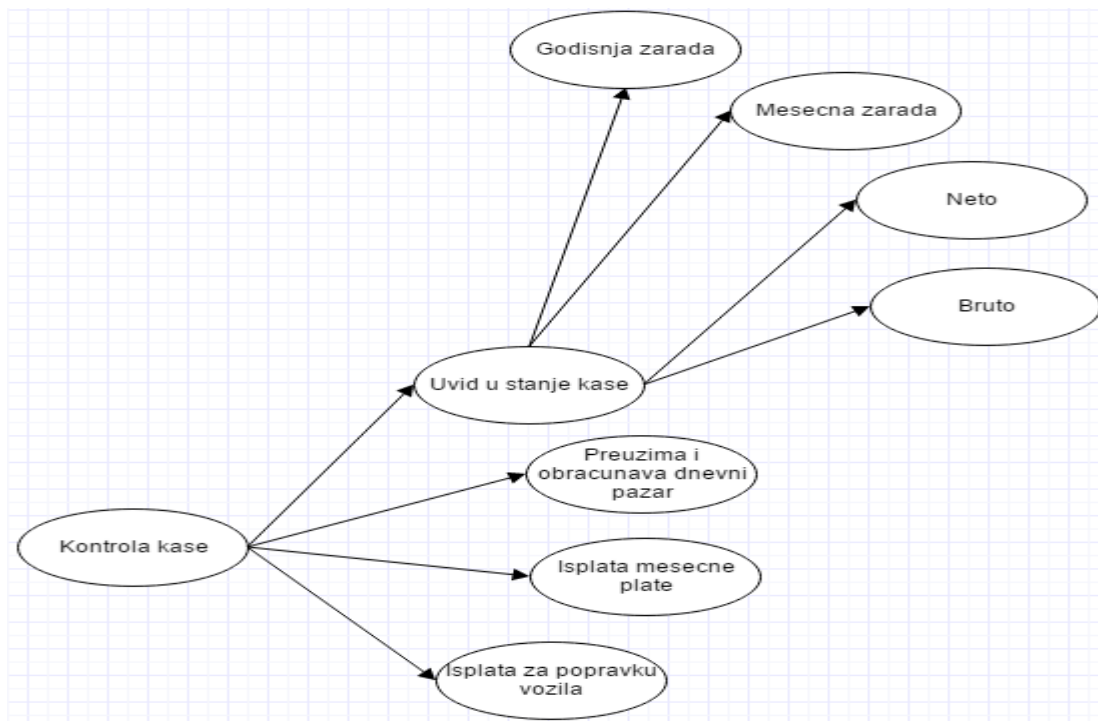 Godisnja zarada
Mesecna zarada
Neto
Bruto
Uvid u stanje kase
Preuzima i
obracunava dnevni
pazar
Kontrola kase
Isplata mesecne
plate
Isplata za popravku
vozila